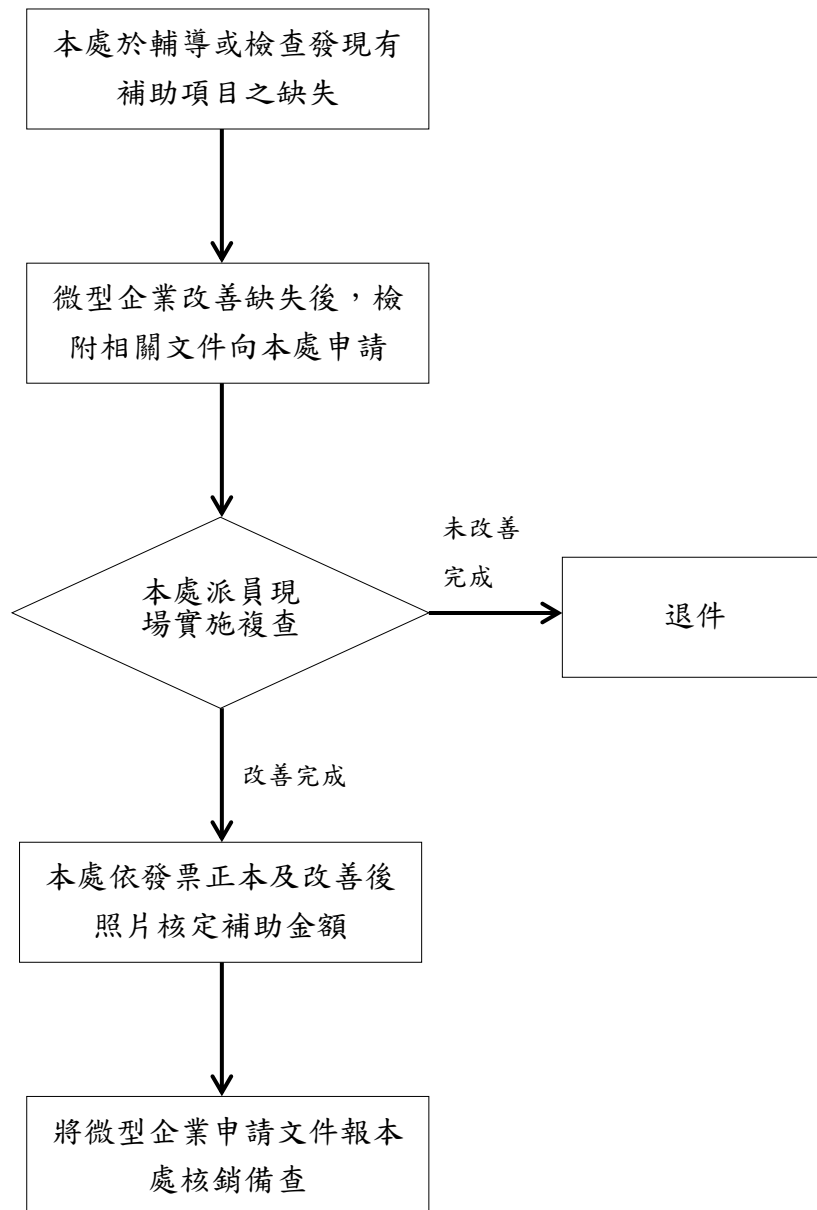 本處於輔導或檢查發現有
補助項目之缺失
微型企業改善缺失後，檢
附相關文件向本處申請
未改善
完成
本處派員現
場實施複查
退件
改善完成
本處依發票正本及改善後
照片核定補助金額
將微型企業申請文件報本
處核銷備查